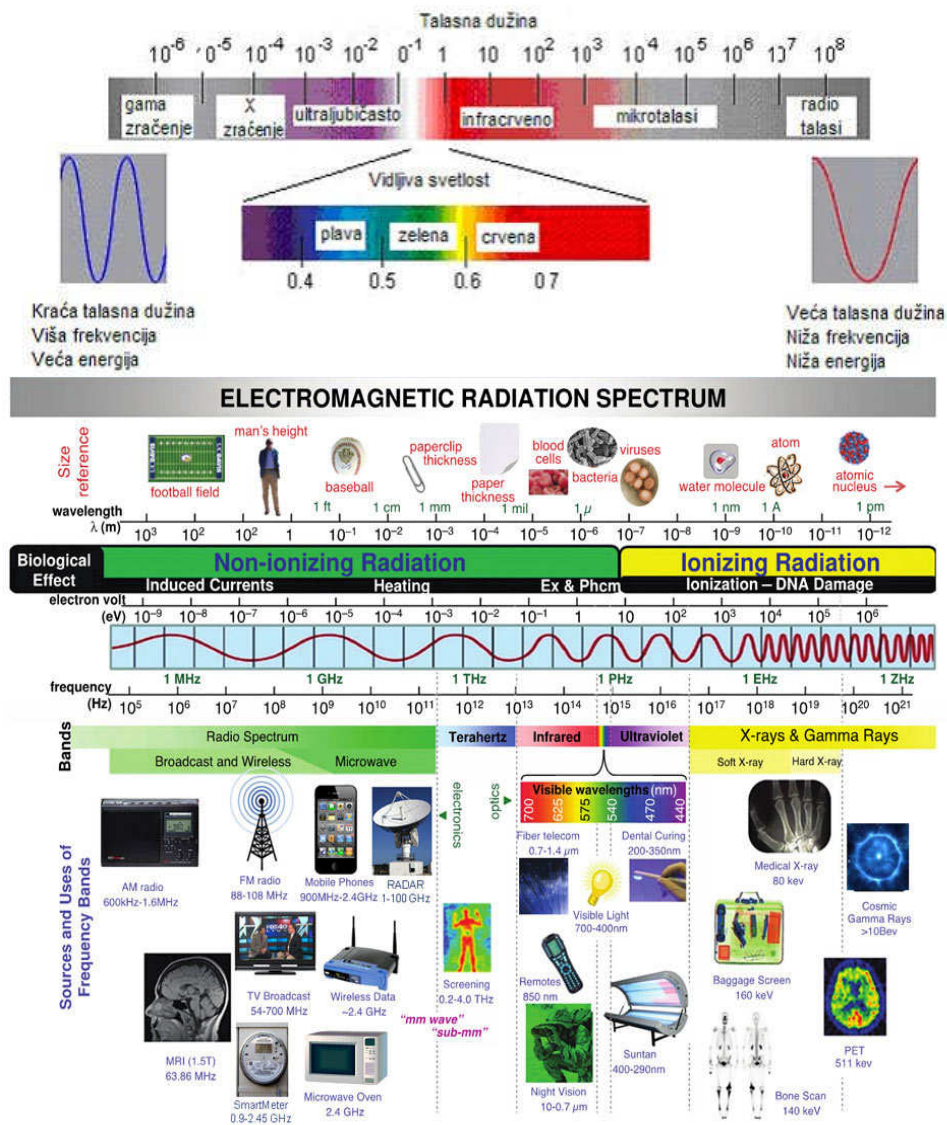 Talasna dužina
10⁻⁶ ′0⁻⁵ 10⁻⁴ 10⁻³ 10⁻² 0⁻¹ 1 10 10² 10³ 10⁴ 10⁵ 10⁶ 10⁷ 10⁸
gama zračenje
X zračenje
ultraljubičasto
infracrveno
mikrotalasi
radio talasi
Vidljiva svetlost
plava zelena crvena
0.4 0.5 0.6 07
Kraća talasna dužina
Viša frekvencija
Veća energija
Veća talasna dužina
Niža frekvencija
Niža energija
ELECTROMAGNETIC RADIATION SPECTRUM
Size reference
football field
man's height
baseball
paperclip thickness
paper thickness
blood cells
bacteria
viruses
water molecule
atom
atomic nucleus →
1 ft 1 cm 1 mm 1 mil 1 µ 1 nm 1 A 1 pm
wavelength λ (m)
10³ 10² 10² 1 10⁻¹ 10⁻² 10⁻³ 10⁻⁴ 10⁻⁵ 10⁻⁶ 10⁻⁷ 10⁻⁸ 10⁻⁹ 10⁻¹⁰ 10⁻¹¹ 10⁻¹²
Biological Effect
Non-ionizing Radiation
Ionizing Radiation
Induced Currents Heating Ex & Phcm Ionization – DNA Damage
electron volt (eV)
10⁻⁹ 10⁻⁸ 10⁻⁷ 10⁻⁶ 10⁻⁵ 10⁻⁴ 10⁻³ 10⁻² 10⁻¹ 1 10 10² 10³ 10⁴ 10⁵ 10⁶
1 MHz 1 GHz 1 THz 1 PHz 1 EHz 1 ZHz
frequency (Hz)
10⁵ 10⁶ 10⁷ 10⁸ 10⁹ 10¹⁰ 10¹¹ 10¹² 10¹³ 10¹⁴ 10¹⁵ 10¹⁶ 10¹⁷ 10¹⁸ 10¹⁹ 10²⁰ 10²¹
Bands
Radio Spectrum
Terahertz
Infrared
Ultraviolet
X-rays & Gamma Rays
Broadcast and Wireless
Microwave
Soft X-ray
Hard X-ray
electronics
optics
Visible wavelengths (nm)
700 625 575 540 470 440
Sources and Uses of
Frequency Bands
AM radio
600kHz-1.6MHz
FM radio
88-108 MHz
Mobile Phones
900MHz-2.4GHz
RADAR
1-100 GHz
Fiber telecom
0.7-1.4 µm
Dental Curing
200-350nm
Visible Light
700-400nm
Medical X-ray
80 kev
Cosmic
Gamma Rays
>10Bev
TV Broadcast
54-700 MHz
Wireless Data
~2.4 GHz
Screening
0.2-4.0 THz
"mm wave"
"sub-mm"
Remotes
850 nm
Baggage Screen
160 keV
MRI (1.5T)
63.86 MHz
SmartMeter
0.9-2.45 GHz
Microwave Oven
2.4 GHz
Night Vision
10-0.7 µm
Suntan
400-290nm
Bone Scan
140 keV
PET
511 kev